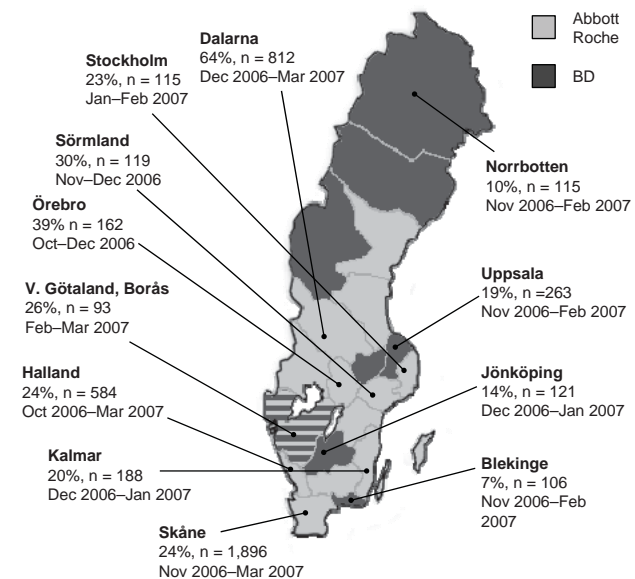 Abbott
Roche
BD
Dalarna
64%, n = 812
Dec 2006–Mar 2007
Stockholm
23%, n = 115
Jan–Feb 2007
Sörmland
30%, n = 119
Nov–Dec 2006
Örebro
39% n = 162
Oct–Dec 2006
V. Götaland, Borås
26%, n = 93
Feb–Mar 2007
Halland
24%, n = 584
Oct 2006–Mar 2007
Kalmar
20%, n = 188
Dec 2006–Jan 2007
Skåne
24%, n = 1,896
Nov 2006–Mar 2007
Norrbotten
10%, n = 115
Nov 2006–Feb 2007
Uppsala
19%, n =263
Nov 2006–Feb 2007
Jönköping
14%, n = 121
Dec 2006–Jan 2007
Blekinge
7%, n = 106
Nov 2006–Feb
2007